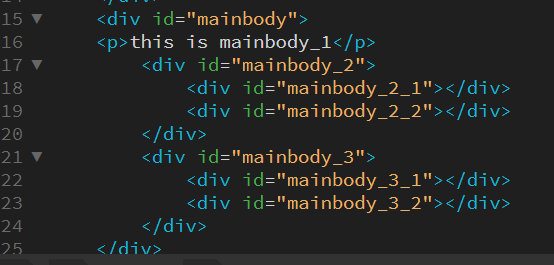 14 </div>
15 <div id="mainbody">
16 <p>this is mainbody_1</p>
17 <div id="mainbody_2">
18 <div id="mainbody_2_1"></div>
19 <div id="mainbody_2_2"></div>
20 </div>
21 <div id="mainbody_3">
22 <div id="mainbody_3_1"></div>
23 <div id="mainbody_3_2"></div>
24 </div>
25 </div>